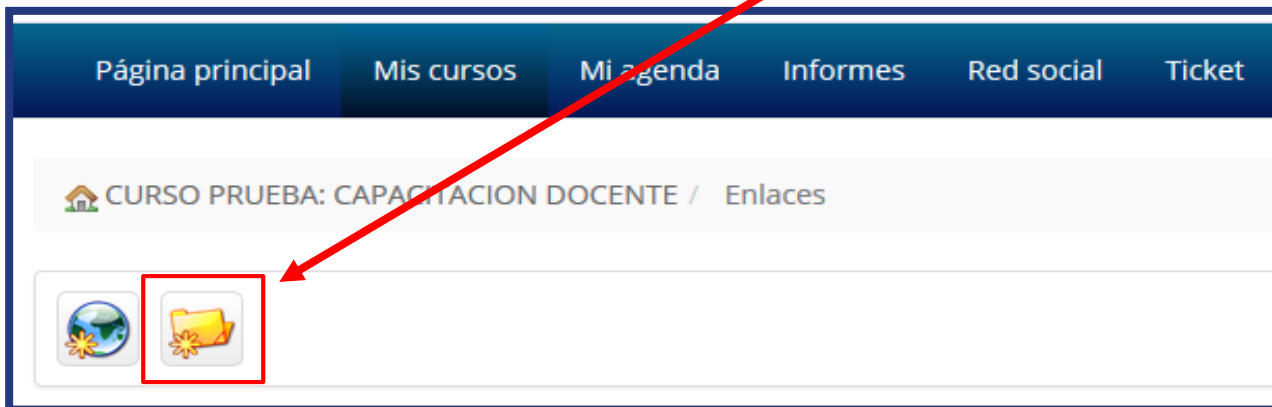 Página principal Mis cursos Mi agenda Informes Red social Ticket
CURSO PRUEBA: CAPACITACION DOCENTE / Enlaces